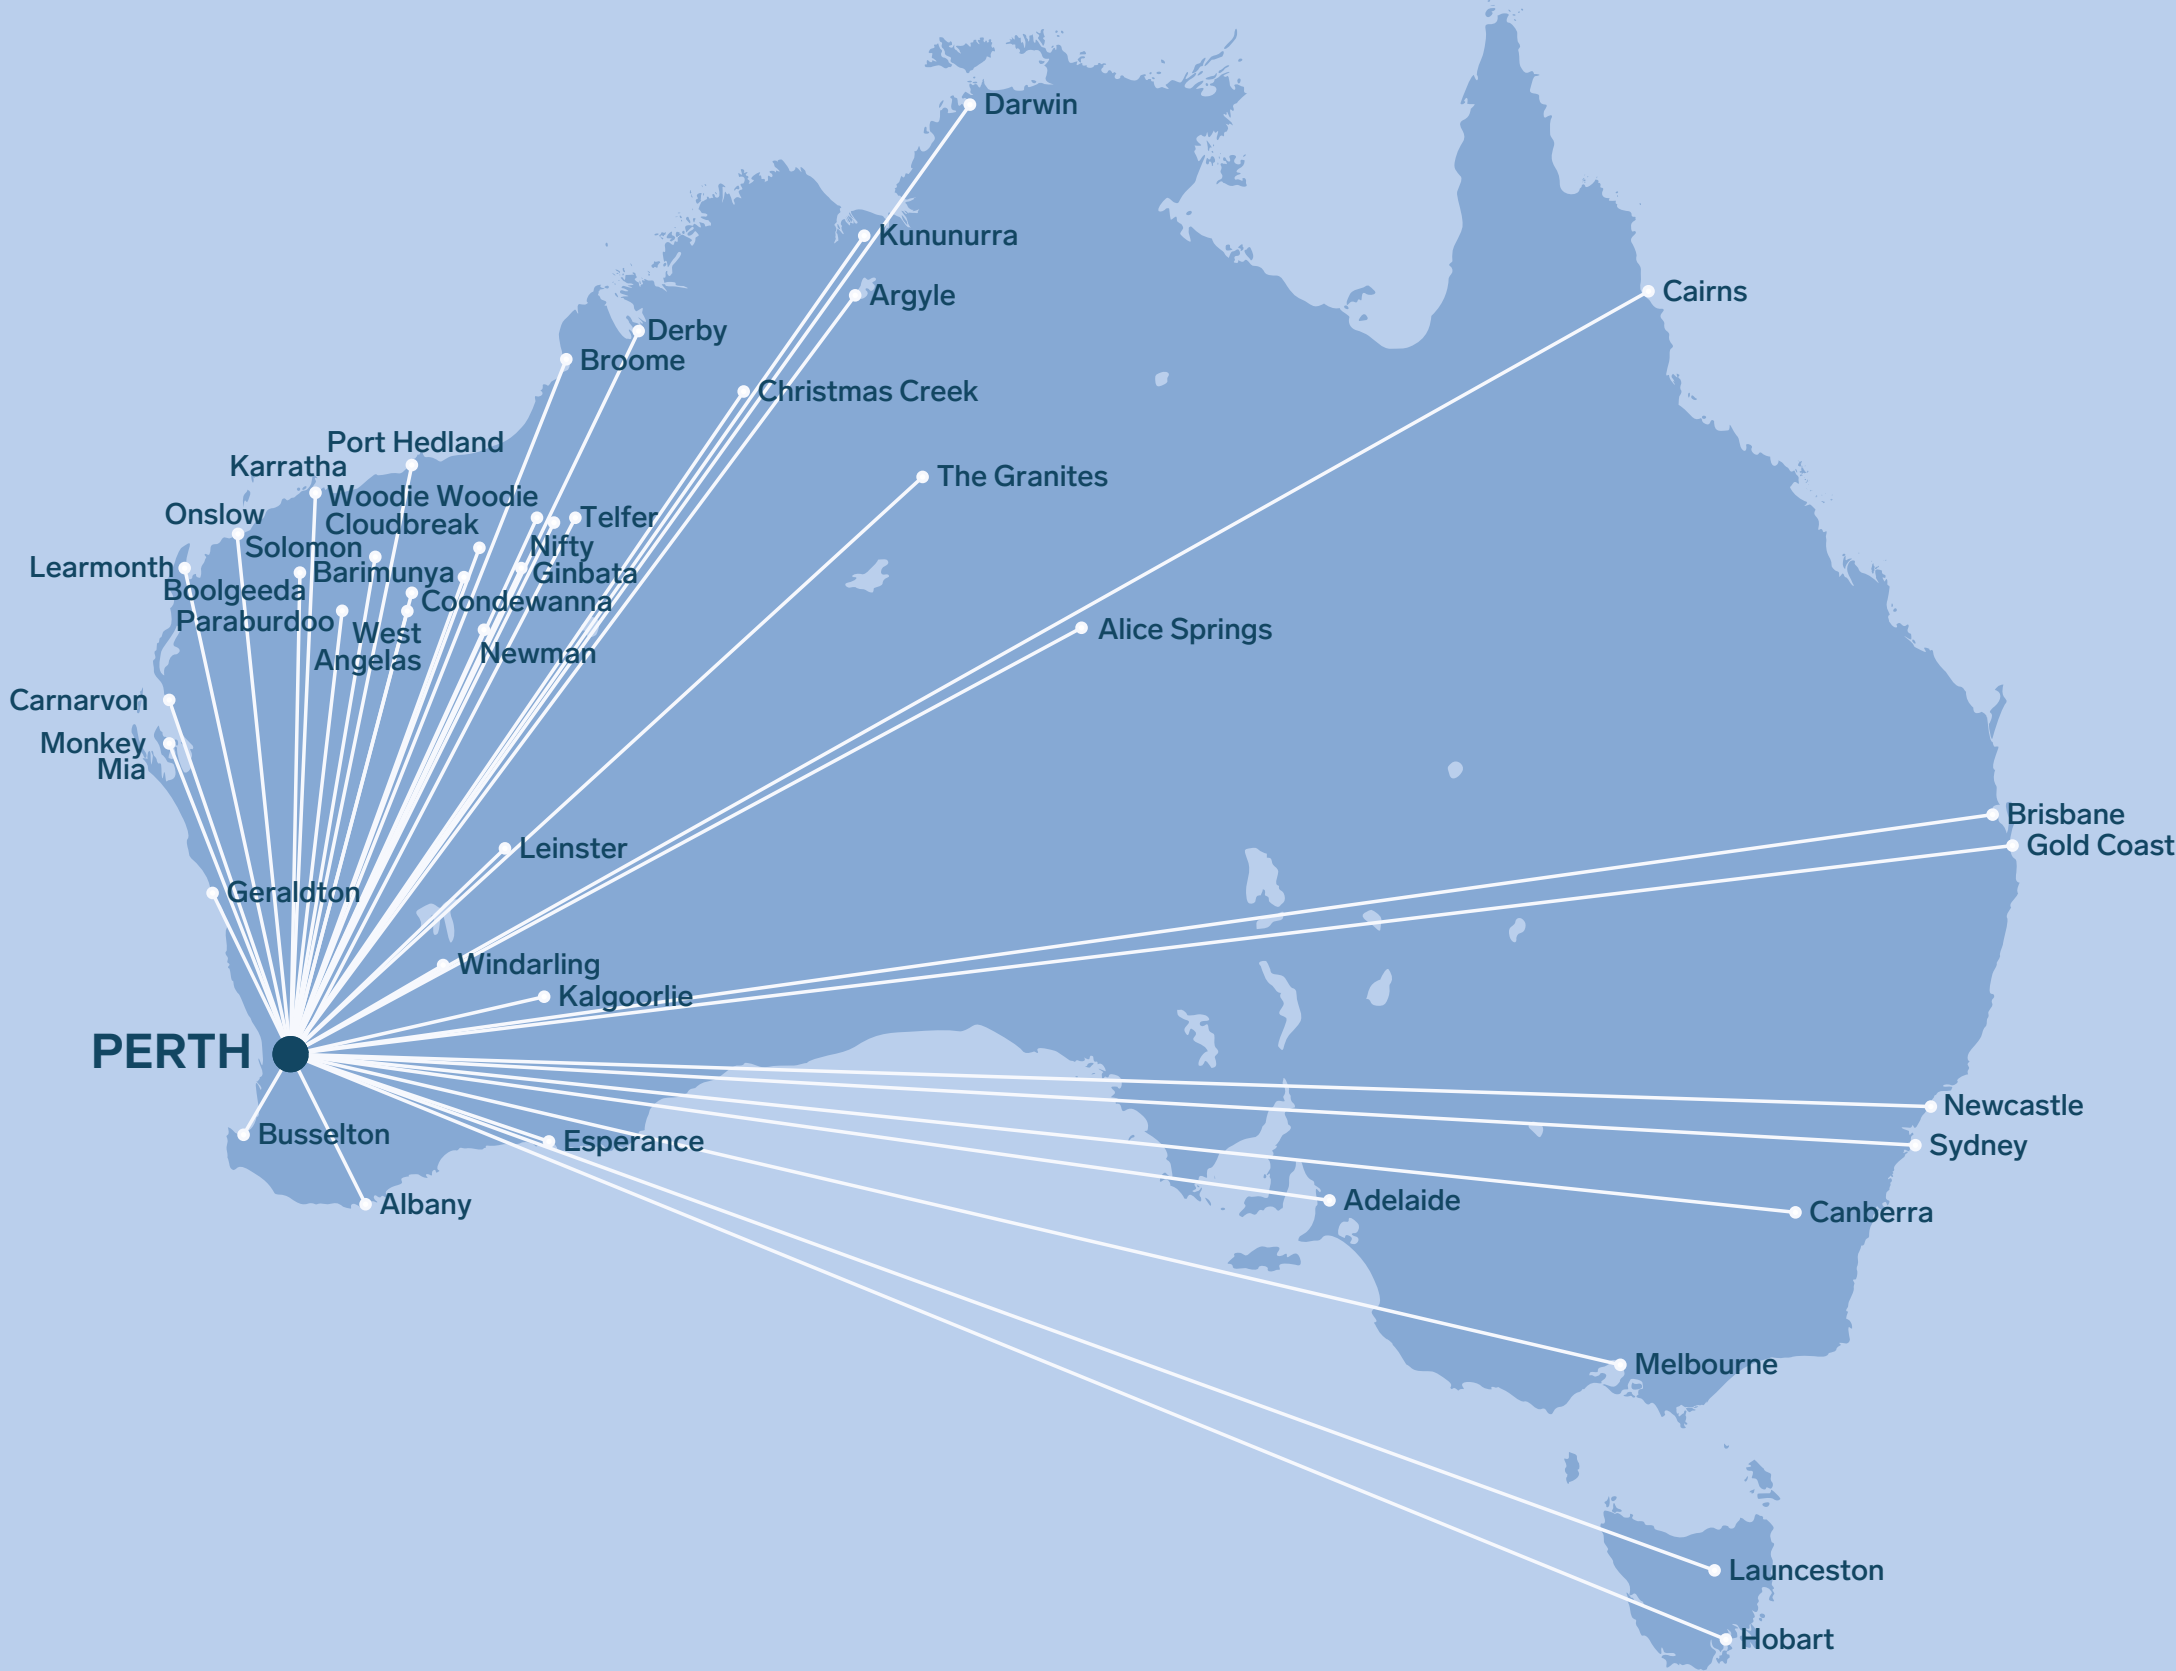 Darwin
Kununurra
Cairns
Argyle
Derby
Broome
Christmas Creek
Port Hedland
Karratha
The Granites
Woodie Woodie
Onslow
Telfer
Cloudbreak
Solomon
Nifty
Learmonth
Barimunya
Ginbata
Boolgeeda
Coondewanna
Paraburdoo
West
Angelas
Alice Springs
Newman
Carnarvon
Monkey
Mia
Brisbane
Gold Coast
Leinster
Geraldton
Windarling
Kalgoorlie
PERTH
Newcastle
Busselton
Esperance
Sydney
Adelaide
Albany
Canberra
Melbourne
Launceston
Hobart